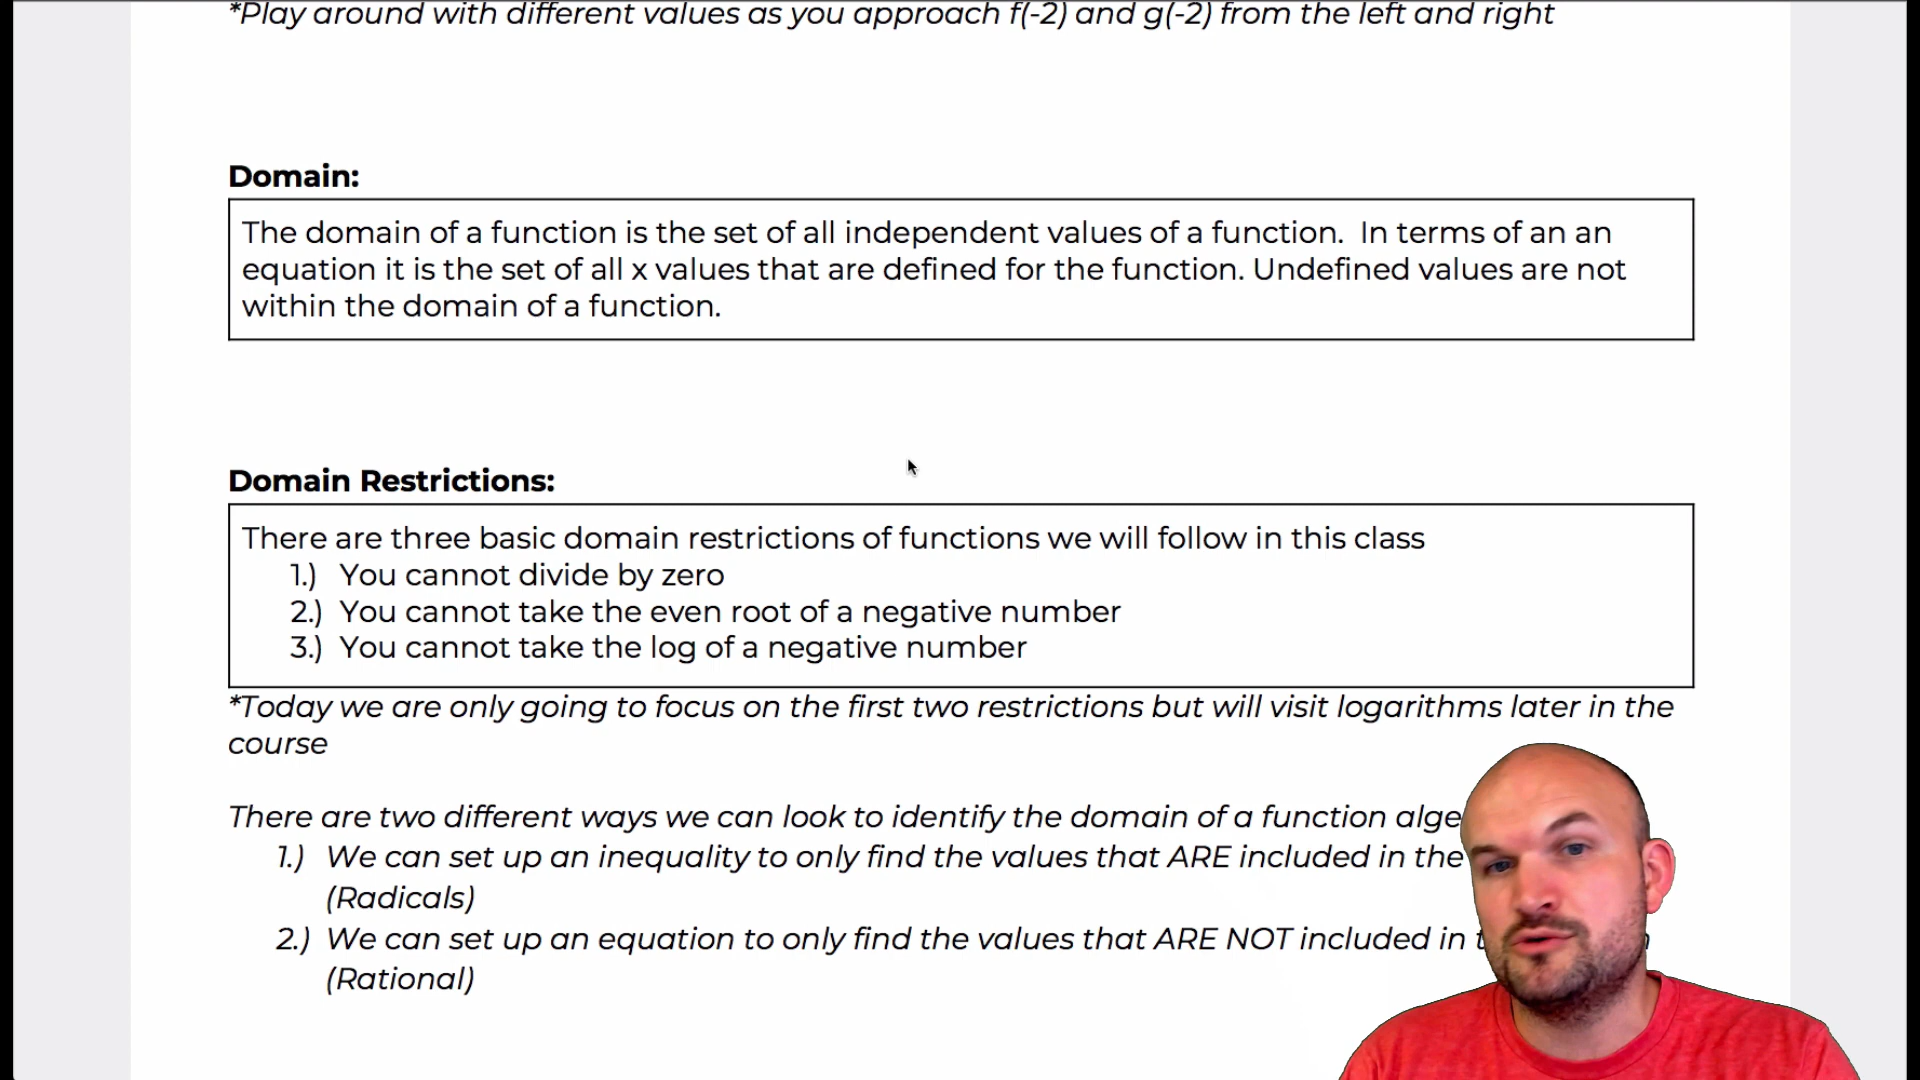 *Play around with different values as you approach f(-2) and g(-2) from the left and right
Domain:
The domain of a function is the set of all independent values of a function.  In terms of an an
equation it is the set of all x values that are defined for the function. Undefined values are not
within the domain of a function.
Domain Restrictions:
There are three basic domain restrictions of functions we will follow in this class
1.) You cannot divide by zero
2.) You cannot take the even root of a negative number
3.) You cannot take the log of a negative number
*Today we are only going to focus on the first two restrictions but will visit logarithms later in the
course
There are two different ways we can look to identify the domain of a function
1.) We can set up an inequality to only find the values that ARE included in the
(Radicals)
2.) We can set up an equation to only find the values that ARE NOT included in
(Rational)